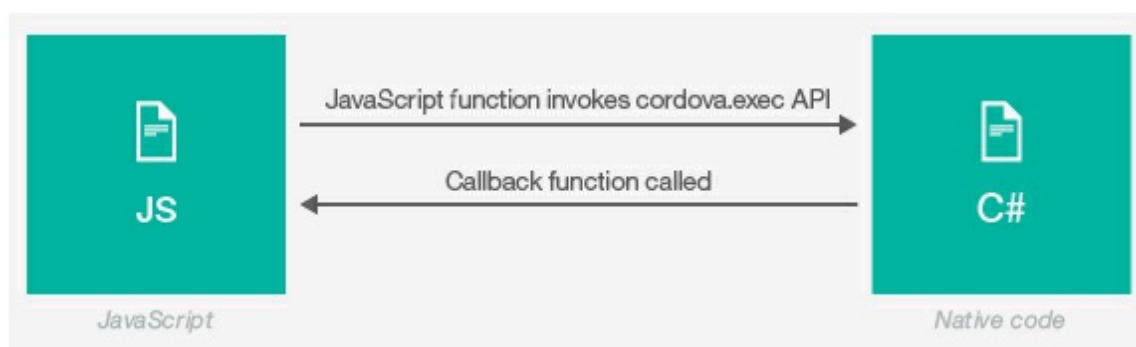 JavaScript function invokes cordova.exec API
Callback function called
JS
C#
JavaScript
Native code